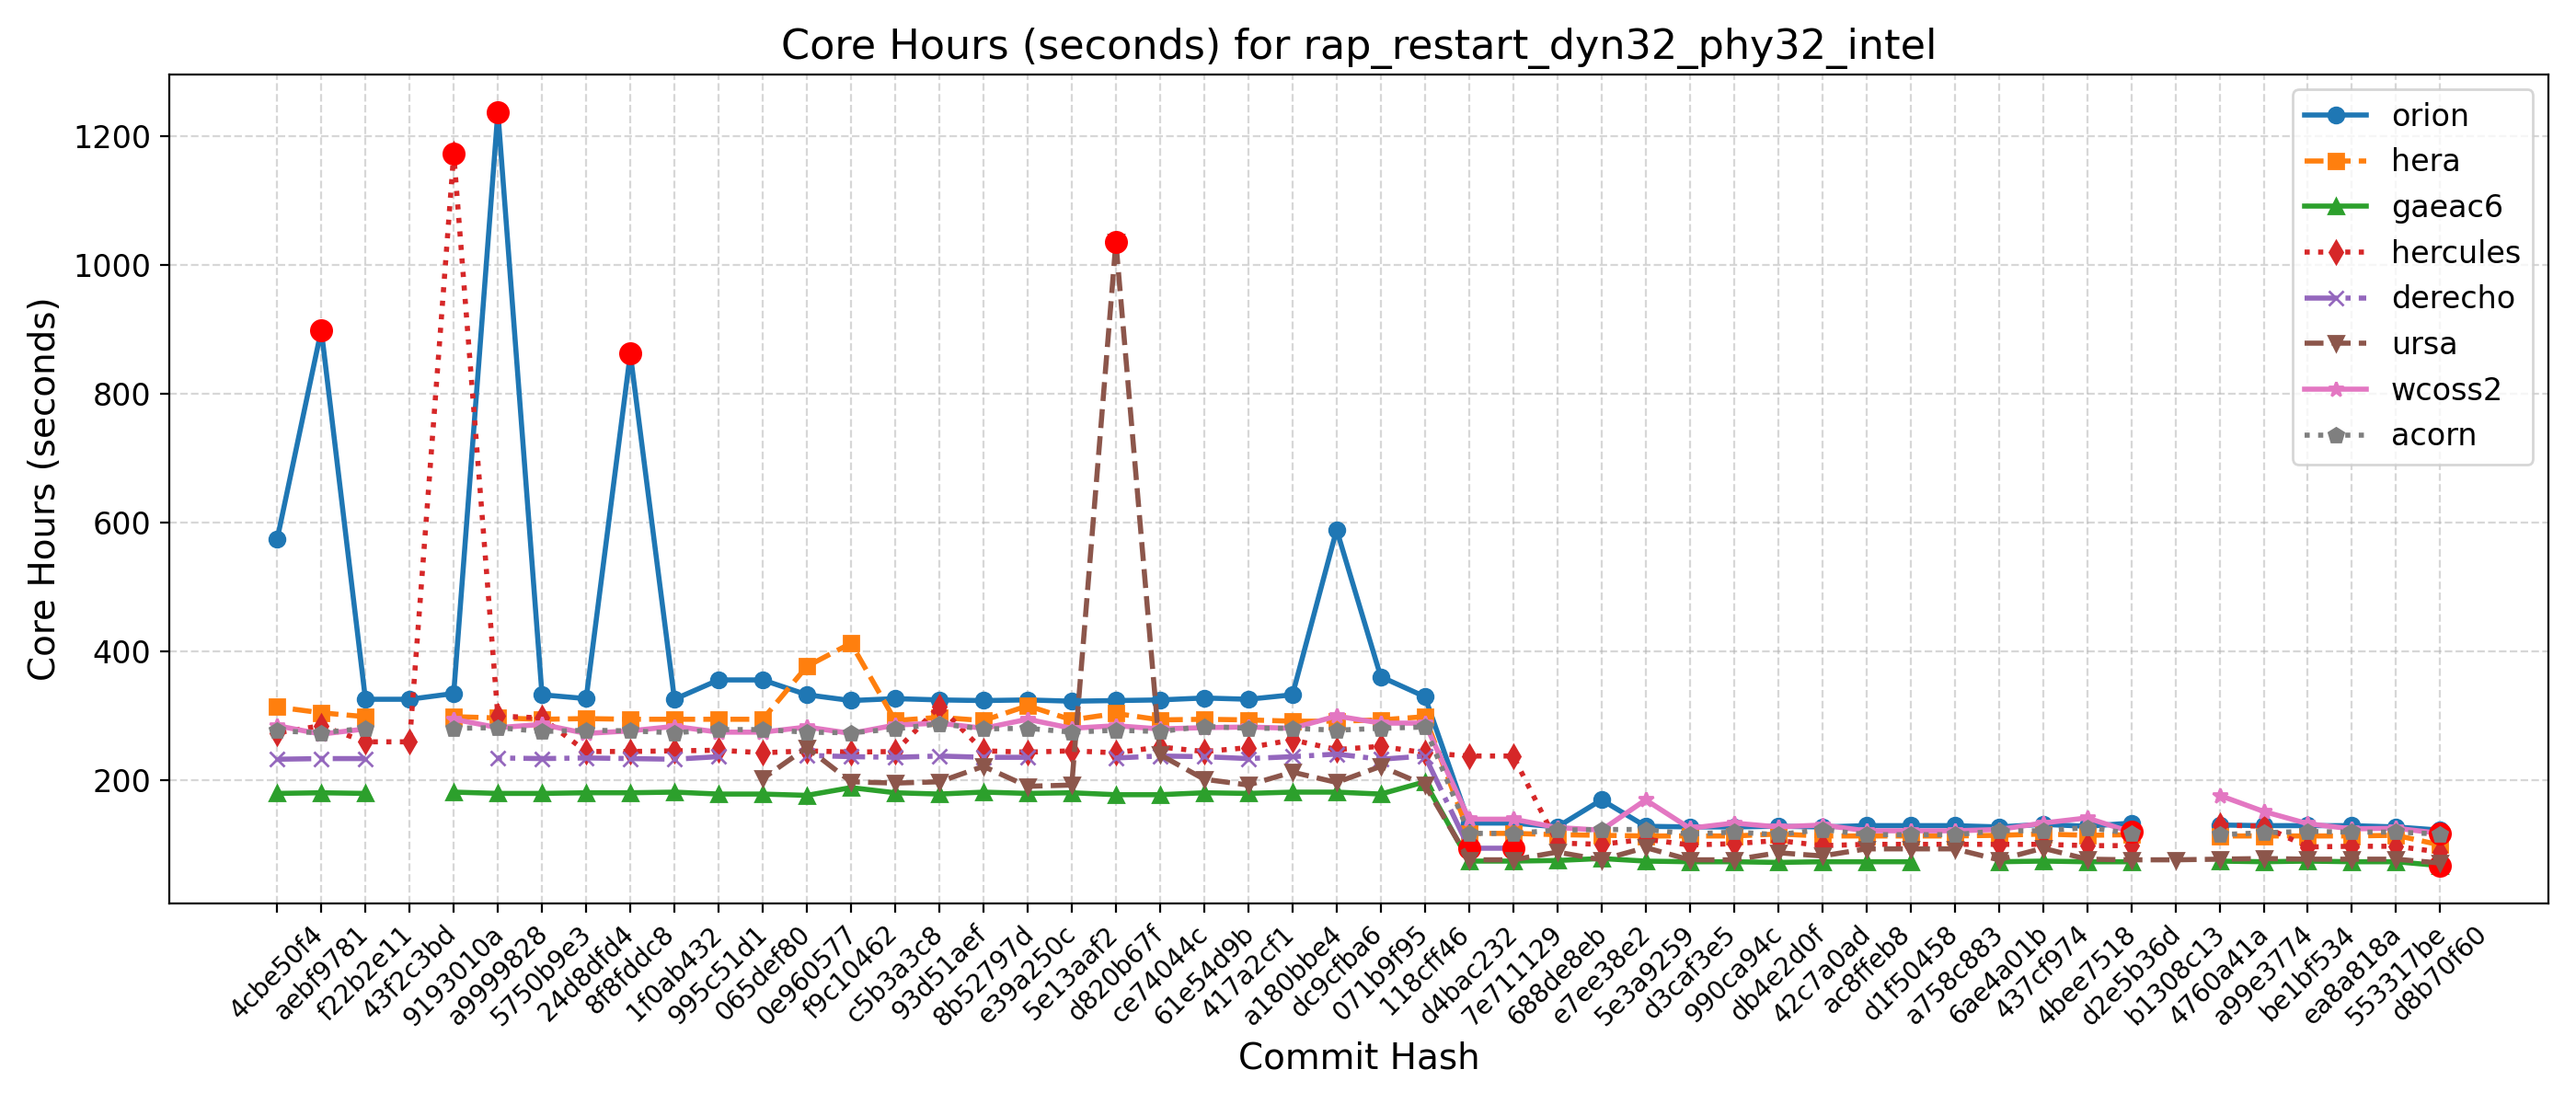 Core Hours (seconds) for rap_restart_dyn32_phy32_intel
Core Hours (seconds)
1200
1000
800
600
400
200
orion
hera
gaeac6
hercules
derecho
ursa
wcoss2
acorn
4cbe50f4
aebf9781
f22b2e11
43f2c3bd
9193010a
a9999828
5750b9e3
24d8dfd4
8f8fddc8
1f0ab432
995c51d1
065def80
0e960577
f9c10462
c5b3a3c8
93d51aef
8b52797d
e39a250c
5e13aaf2
d820b67f
ce74044c
61e54d9b
417a2cf1
a180bbe4
dc9cfba6
071b9f95
118cff46
d4bac232
7e711129
688de8eb
e7ee38e2
5e3a9259
d3caf3e5
990ca94c
db4e2d0f
42c7a0ad
ac8ffeb8
d1f50458
a758c883
6ae4a01b
437cf974
4bee7518
d2e5b36d
b1308c13
4760a41a
a99e3774
be1bf534
ea8a818a
553317be
d8b70f60
Commit Hash